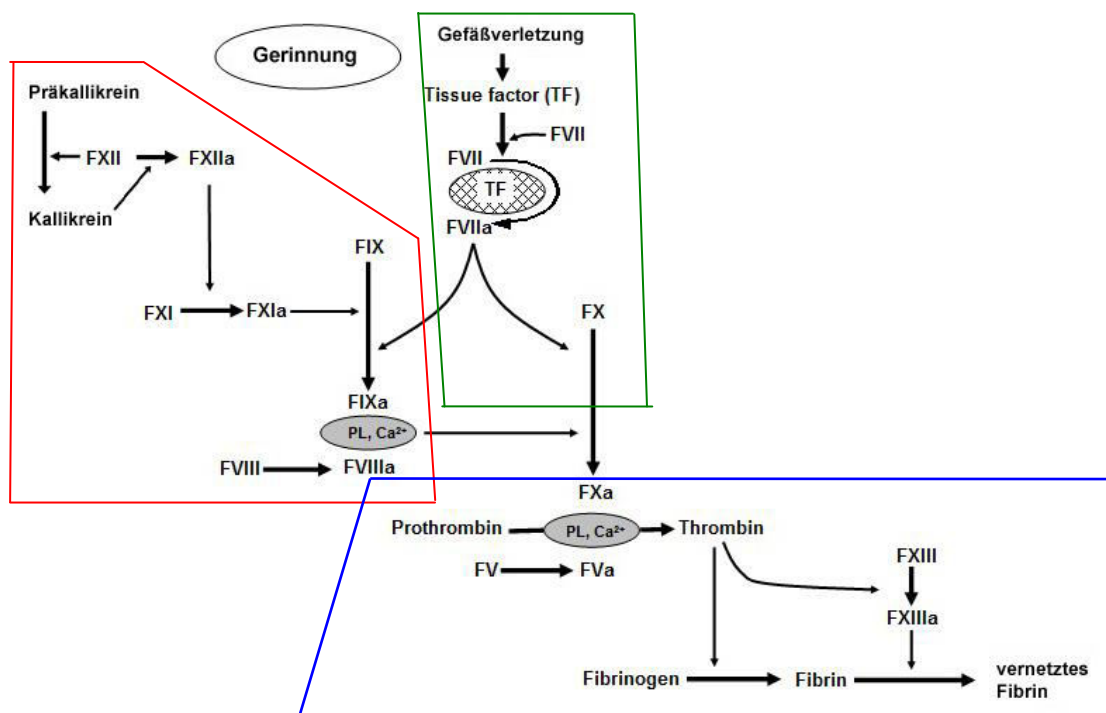 Gerinnung
Gefäßverletzung
Tissue factor (TF)
FVII
FVII
TF
FVIIa
Präkallikrein
FXII
FXIIa
Kallikrein
FIX
FXI
FXIa
FX
FIXa
PL, Ca²⁺
FVIII
FVIIIa
FXa
Prothrombin
PL, Ca²⁺
Thrombin
FV
FVa
FXIII
FXIIIa
Fibrinogen
Fibrin
vernetztes
Fibrin